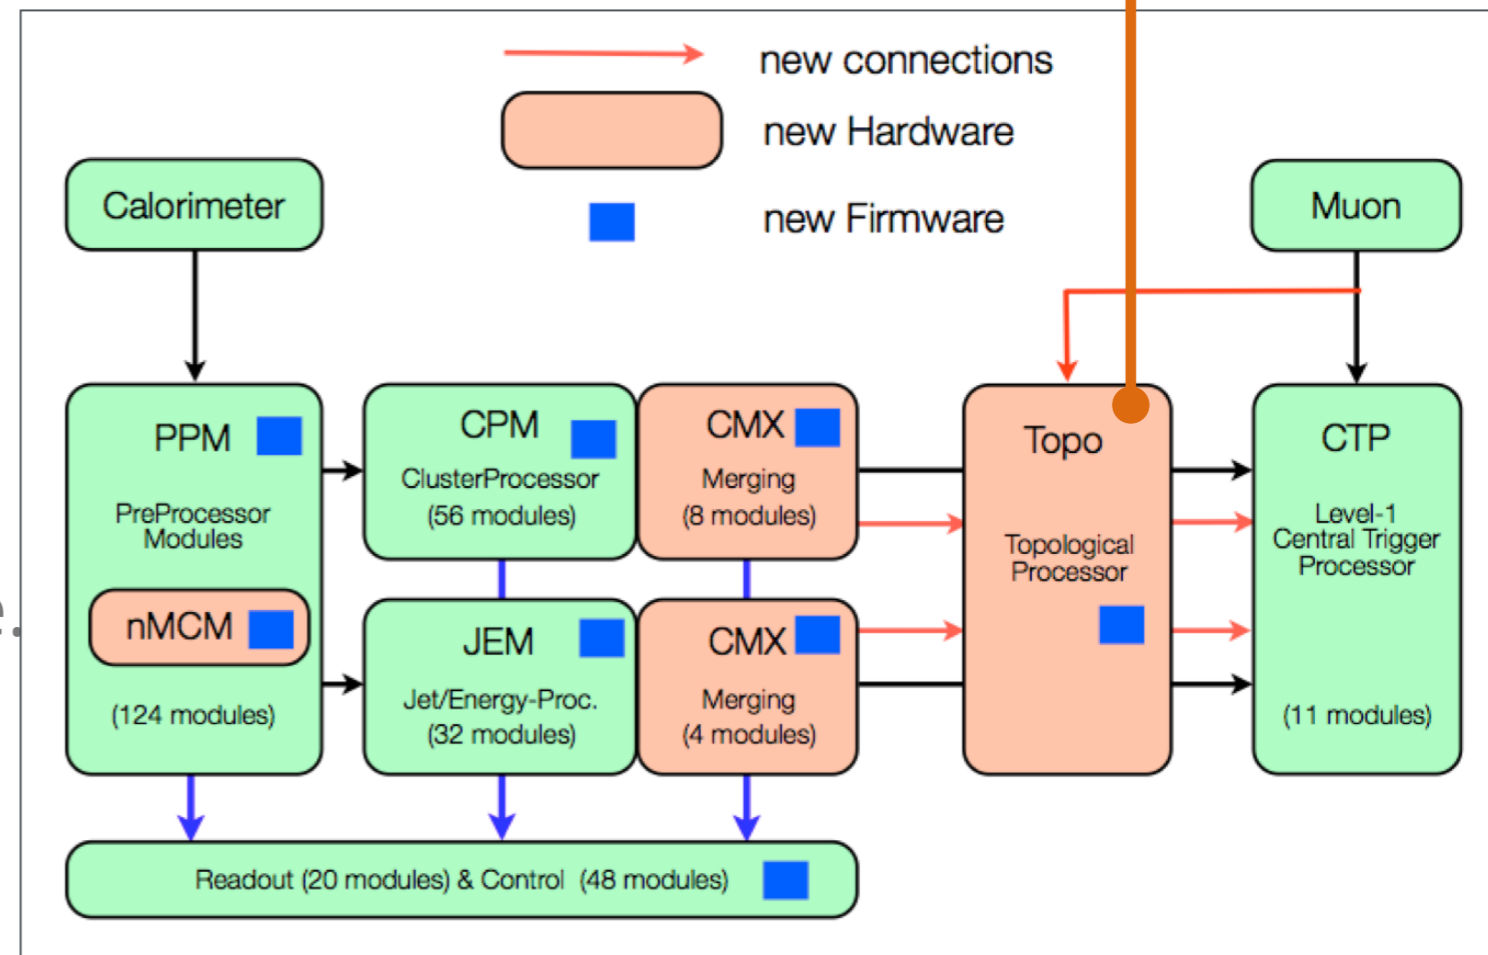 new connections
new Hardware
new Firmware
Calorimeter
Muon
PPM
PreProcessor
Modules
nMCM
(124 modules)
CPM
ClusterProcessor
(56 modules)
CMX
Merging
(8 modules)
JEM
Jet/Energy-Proc.
(32 modules)
CMX
Merging
(4 modules)
Topo
Topological
Processor
CTP
Level-1
Central Trigger
Processor
(11 modules)
Readout (20 modules) & Control (48 modules)